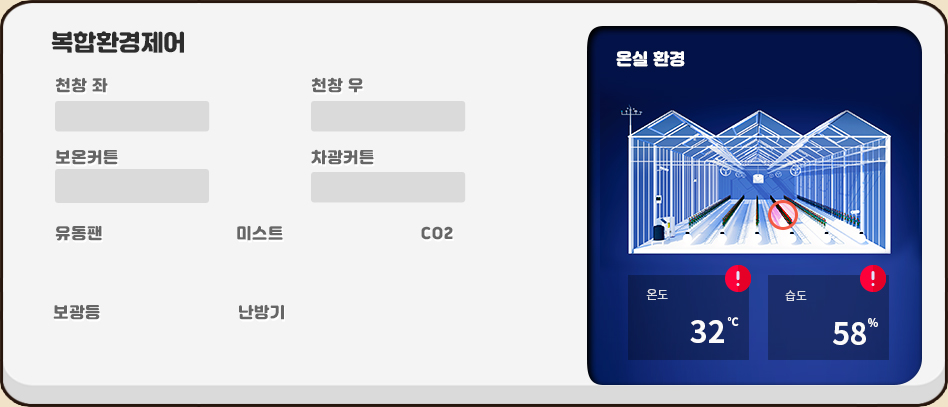 복합환경제어
천창 좌
천창 우
보온커튼
차광커튼
유동팬
미스트
CO2
보광등
난방기
온실 환경
온도
32℃
습도
58%